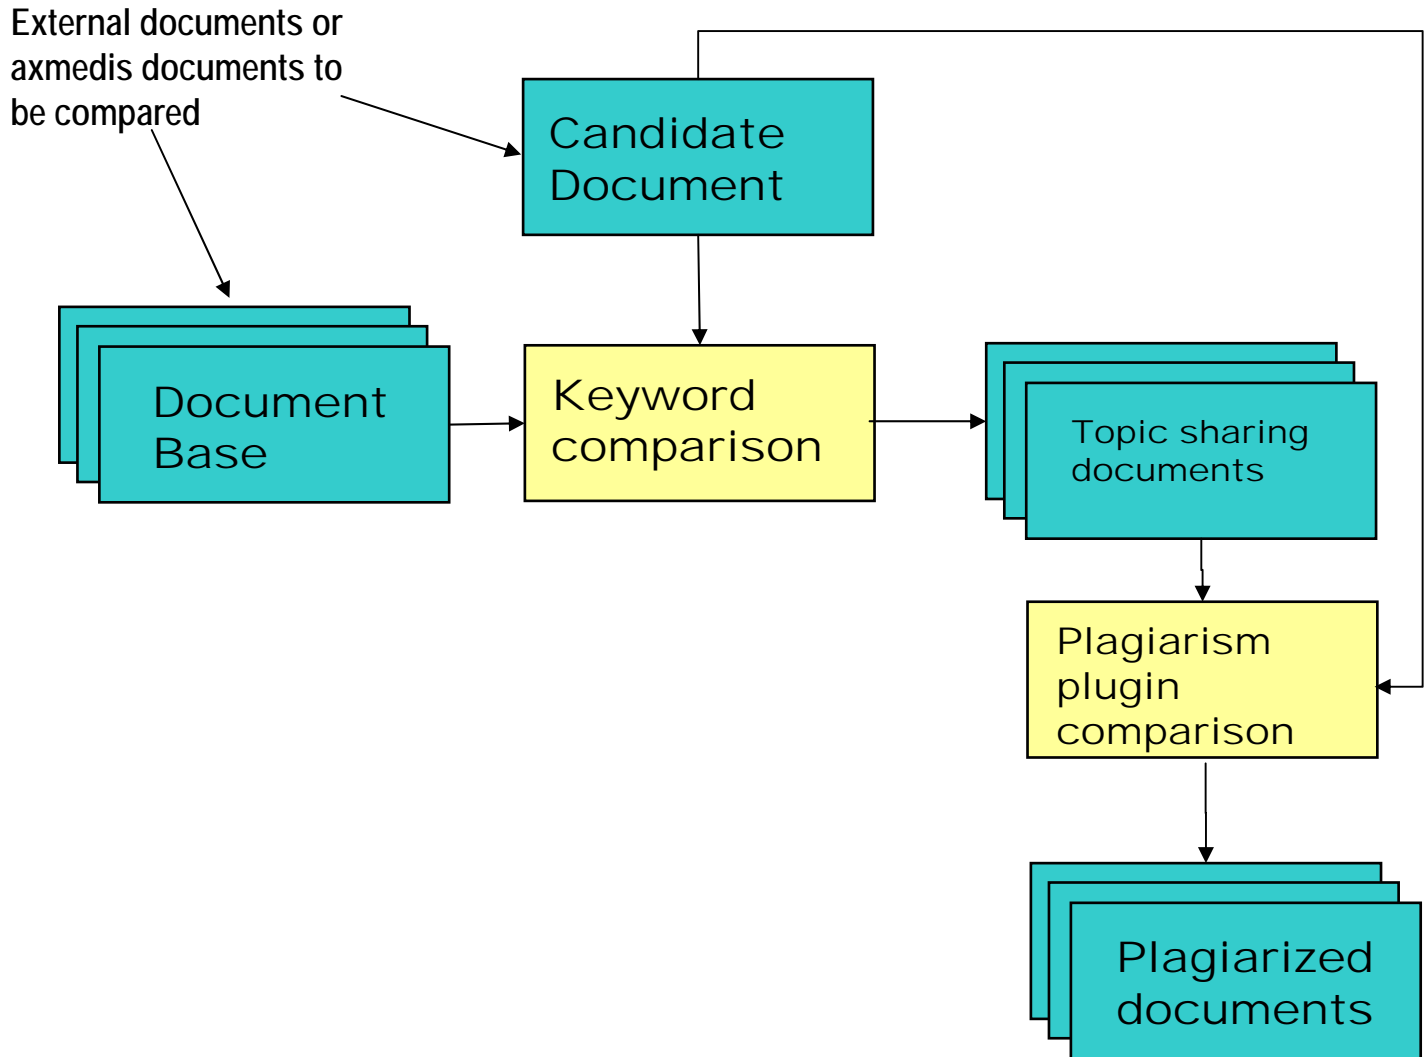 External documents or
axmedis documents to
be compared
Candidate
Document
Document
Base
Keyword
comparison
Topic sharing
documents
Plagiarism
plugin
comparison
Plagiarized
documents